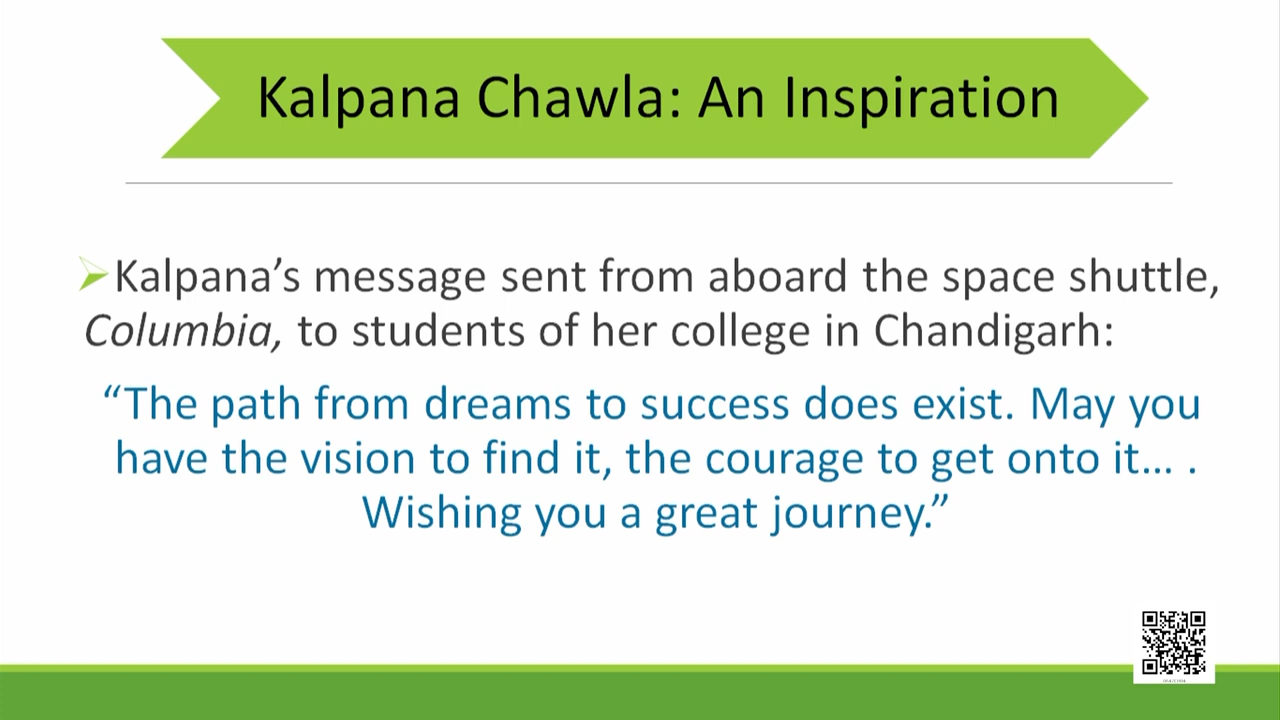 Kalpana Chawla: An Inspiration
Kalpana’s message sent from aboard the space shuttle,
Columbia, to students of her college in Chandigarh:
“The path from dreams to success does exist. May you
have the vision to find it, the courage to get onto it... .
Wishing you a great journey.”